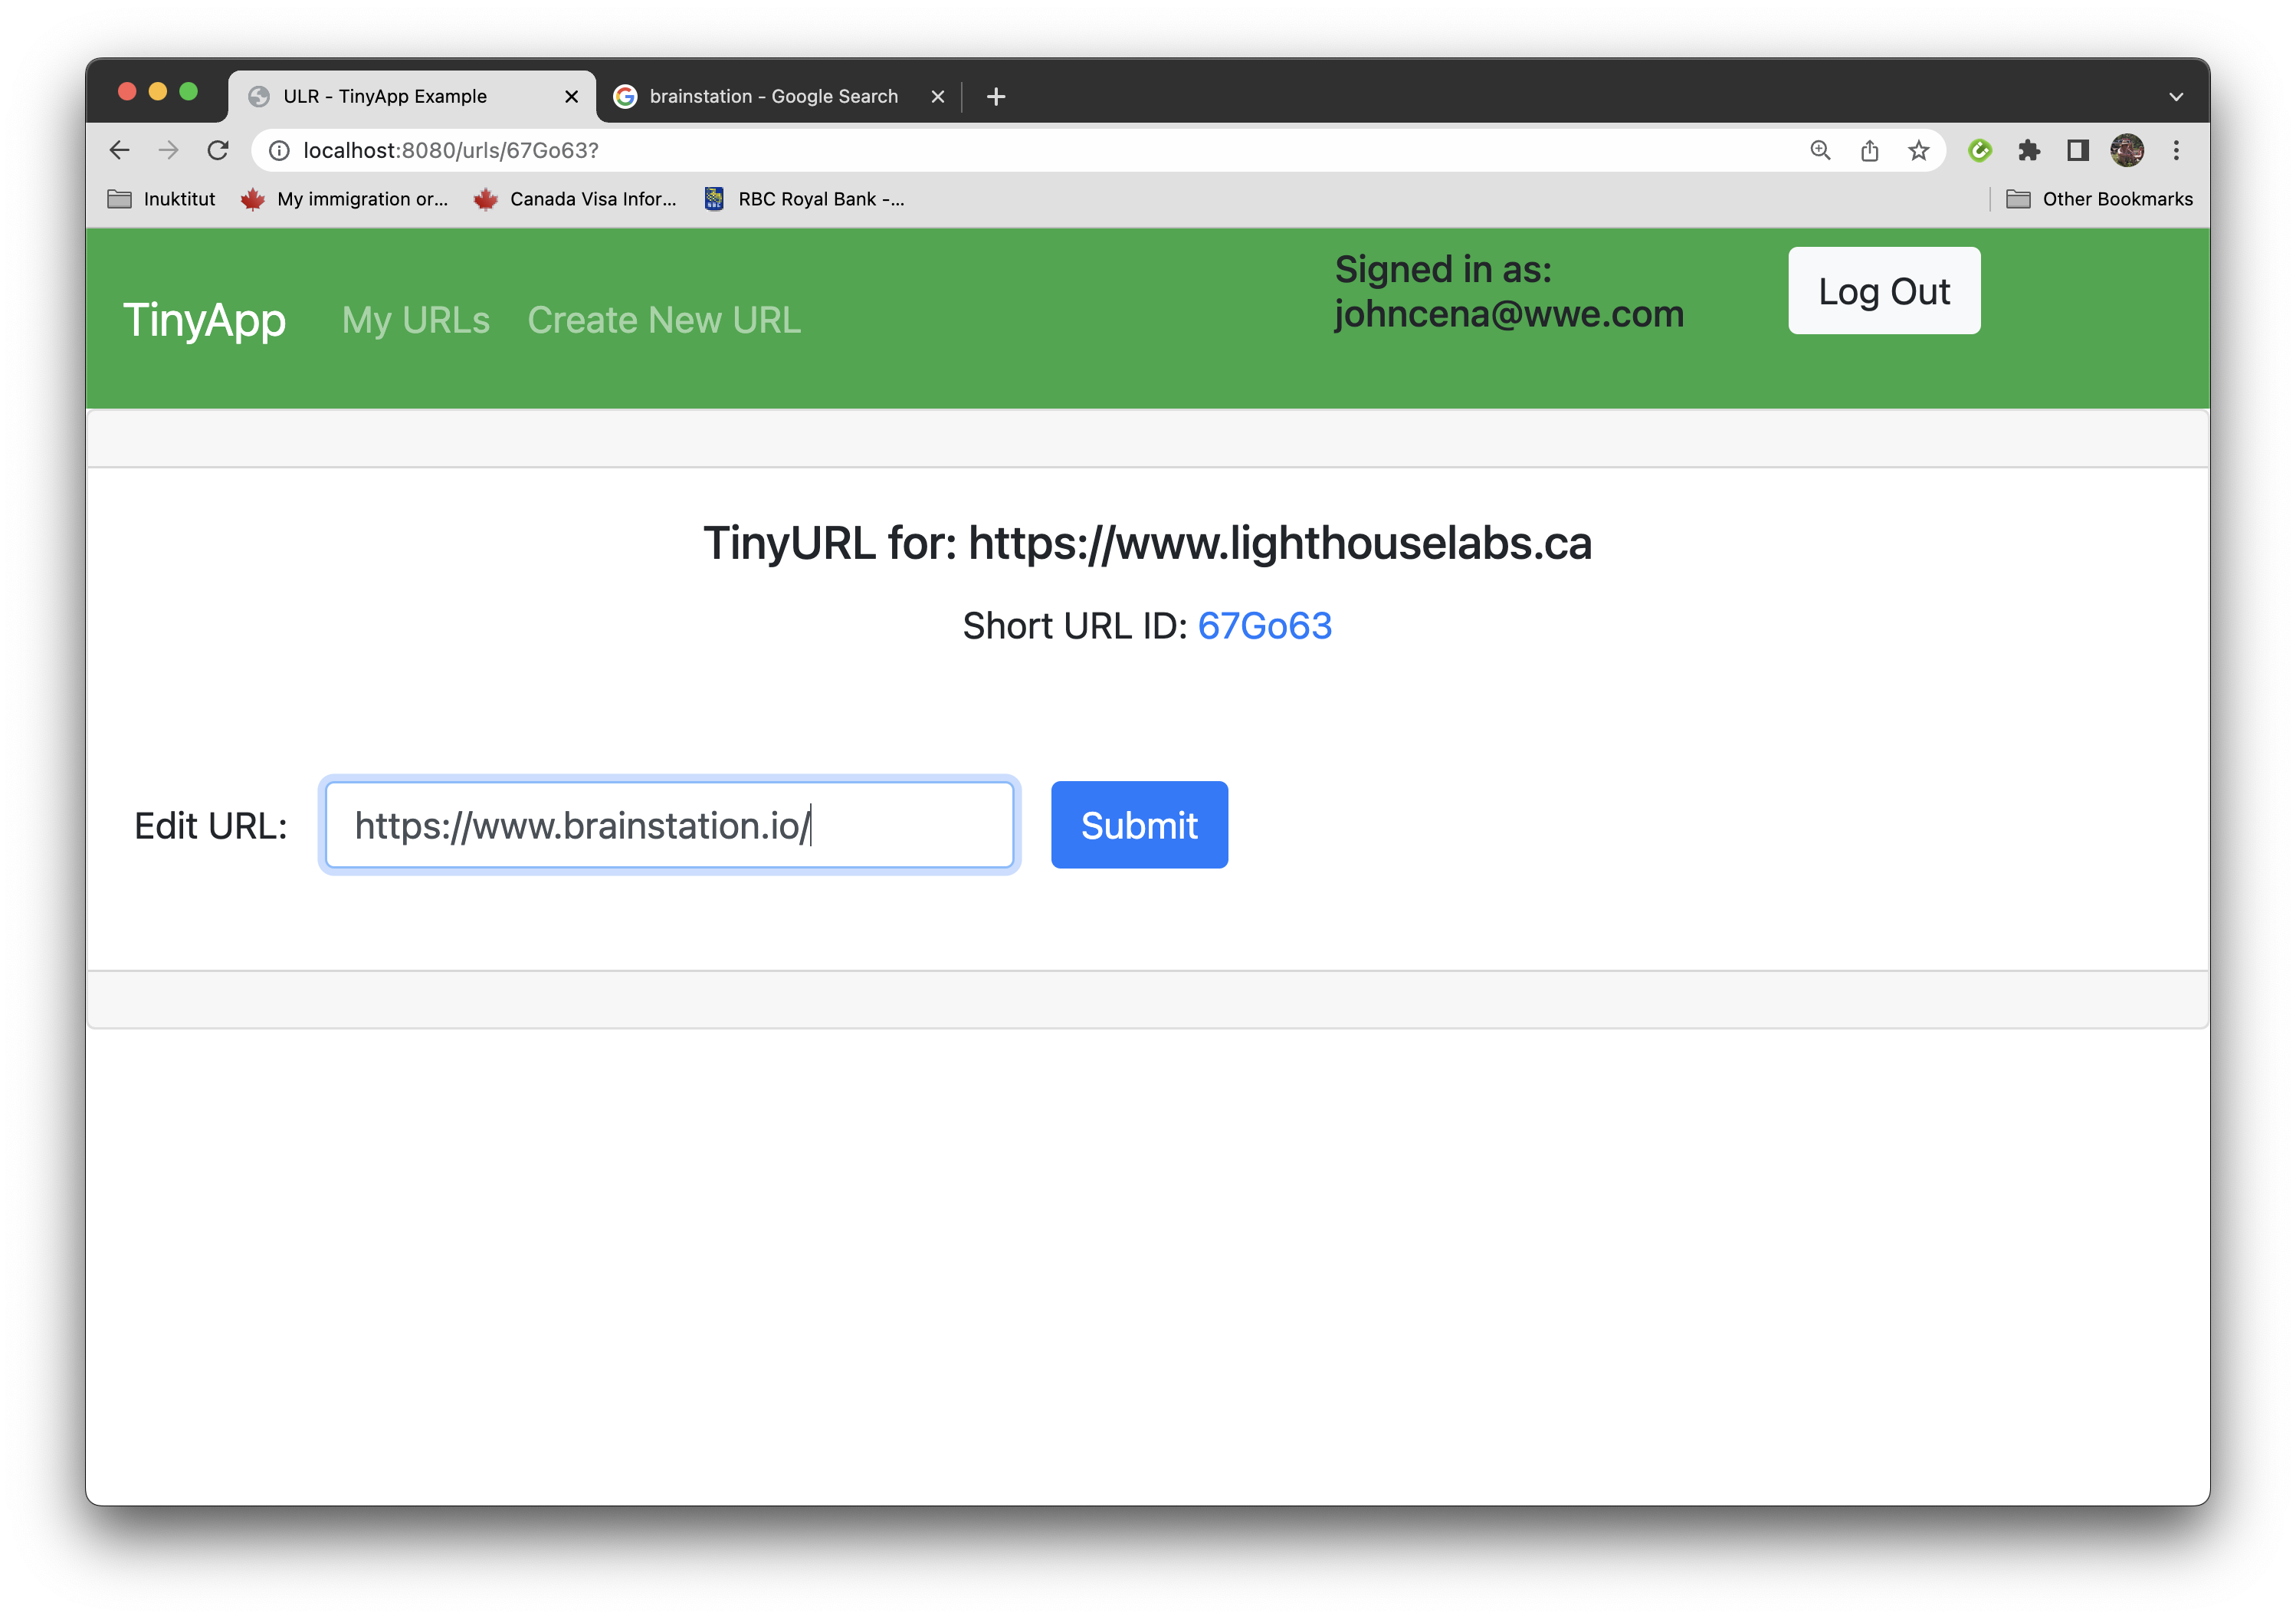 ULR - TinyApp Example
brainstation - Google Search
localhost:8080/urls/67Go63?
Inuktitut
My immigration or...
Canada Visa Infor...
RBC Royal Bank -...
Other Bookmarks
TinyApp
My URLs
Create New URL
Signed in as:
johncena@wwe.com
Log Out
TinyURL for: https://www.lighthouselabs.ca
Short URL ID: 67Go63
Edit URL:
https://www.brainstation.io/
Submit